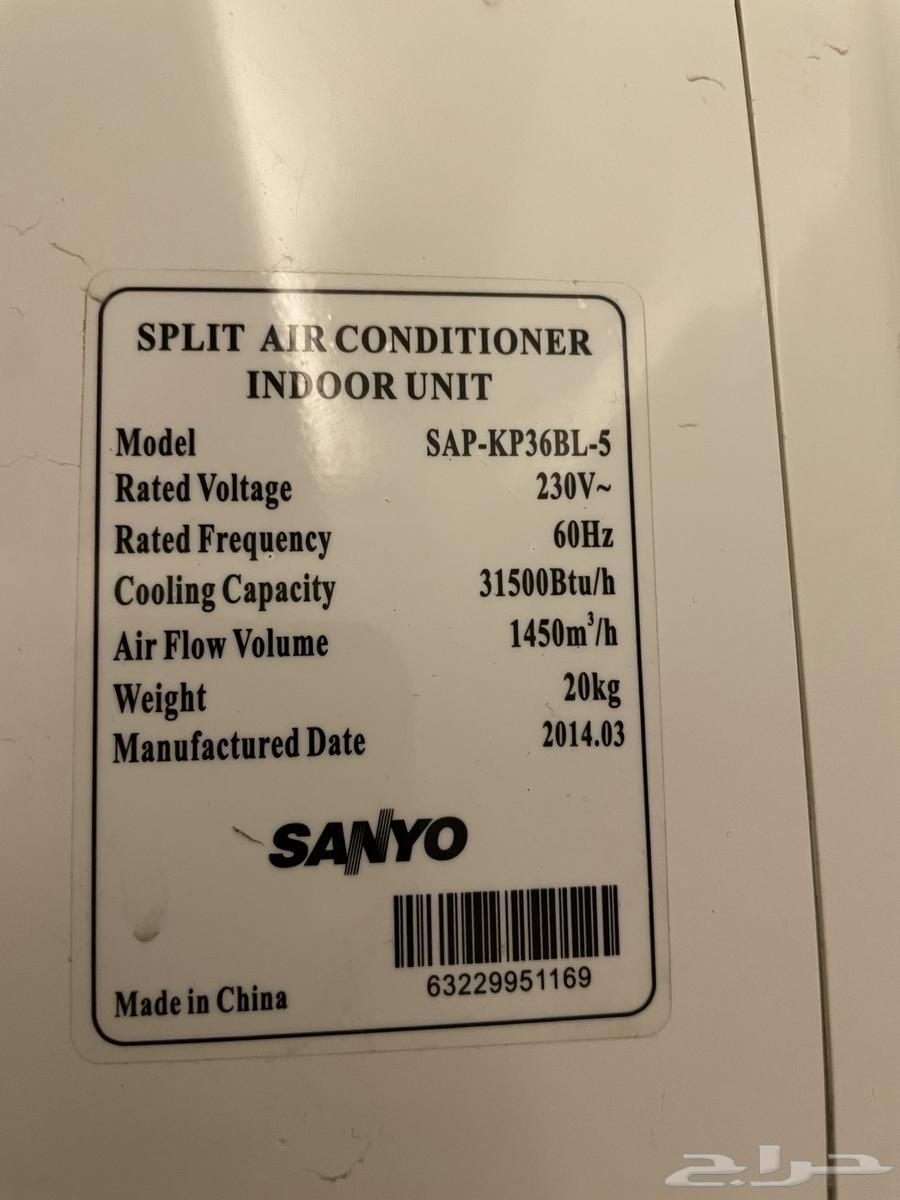 SPLIT AIR CONDITIONER
INDOOR UNIT
Model SAP-KP36BL-5
Rated Voltage 230V~
Rated Frequency 60Hz
Cooling Capacity 31500Btu/h
Air Flow Volume 1450m³/h
Weight 20kg
Manufactured Date 2014.03
SANYO
63229951169
Made in China
حراج